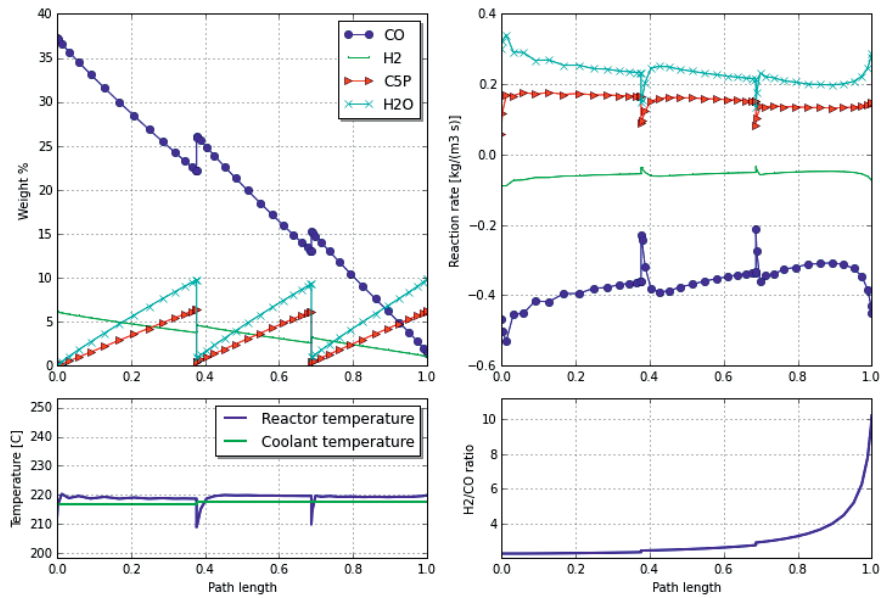 40
35
30
25
20
15
10
5
0
Weight %
CO
H2
C5P
H2O
0.0 0.2 0.4 0.6 0.8 1.0
0.4
0.2
0.0
−0.2
−0.4
−0.6
Reaction rate [kg/(m3 s)]
0.0 0.2 0.4 0.6 0.8 1.0
250
240
230
220
210
200
Temperature [C]
Reactor temperature
Coolant temperature
0.0 0.2 0.4 0.6 0.8 1.0
Path length
10
8
6
4
H2/CO ratio
0.0 0.2 0.4 0.6 0.8 1.0
Path length